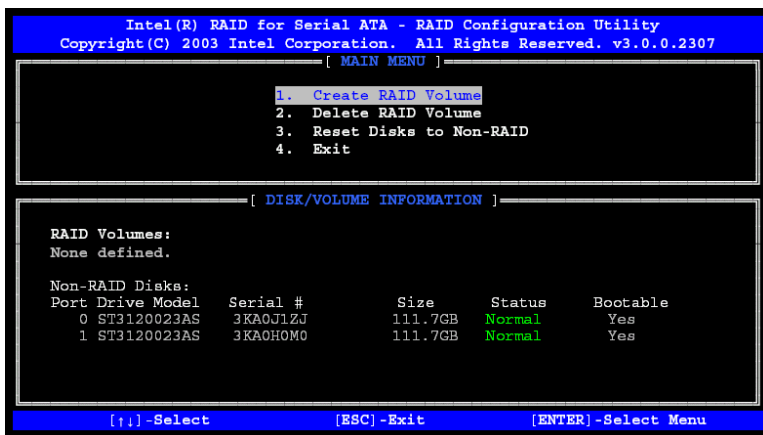 Intel(R) RAID for Serial ATA - RAID Configuration Utility
Copyright(C) 2003 Intel Corporation. All Rights Reserved. v3.0.0.2307
[ MAIN MENU ]
1. Create RAID Volume
2. Delete RAID Volume
3. Reset Disks to Non-RAID
4. Exit
[ DISK/VOLUME INFORMATION ]
RAID Volumes:
None defined.
Non-RAID Disks:
Port Drive Model Serial # Size Status Bootable
0 ST3120023AS 3KA0J1ZJ 111.7GB Normal Yes
1 ST3120023AS 3KA0H0M0 111.7GB Normal Yes
[↑↓]-Select [ESC]-Exit [ENTER]-Select Menu